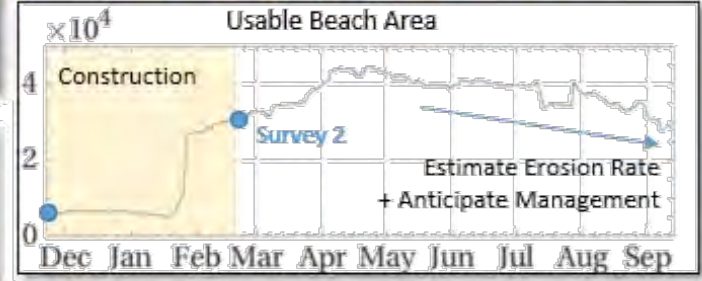 ×10⁴ Usable Beach Area
4
Construction
Survey 2
2
Estimate Erosion Rate
+ Anticipate Management
0
Dec Jan Feb Mar Apr May Jun Jul Aug Sep